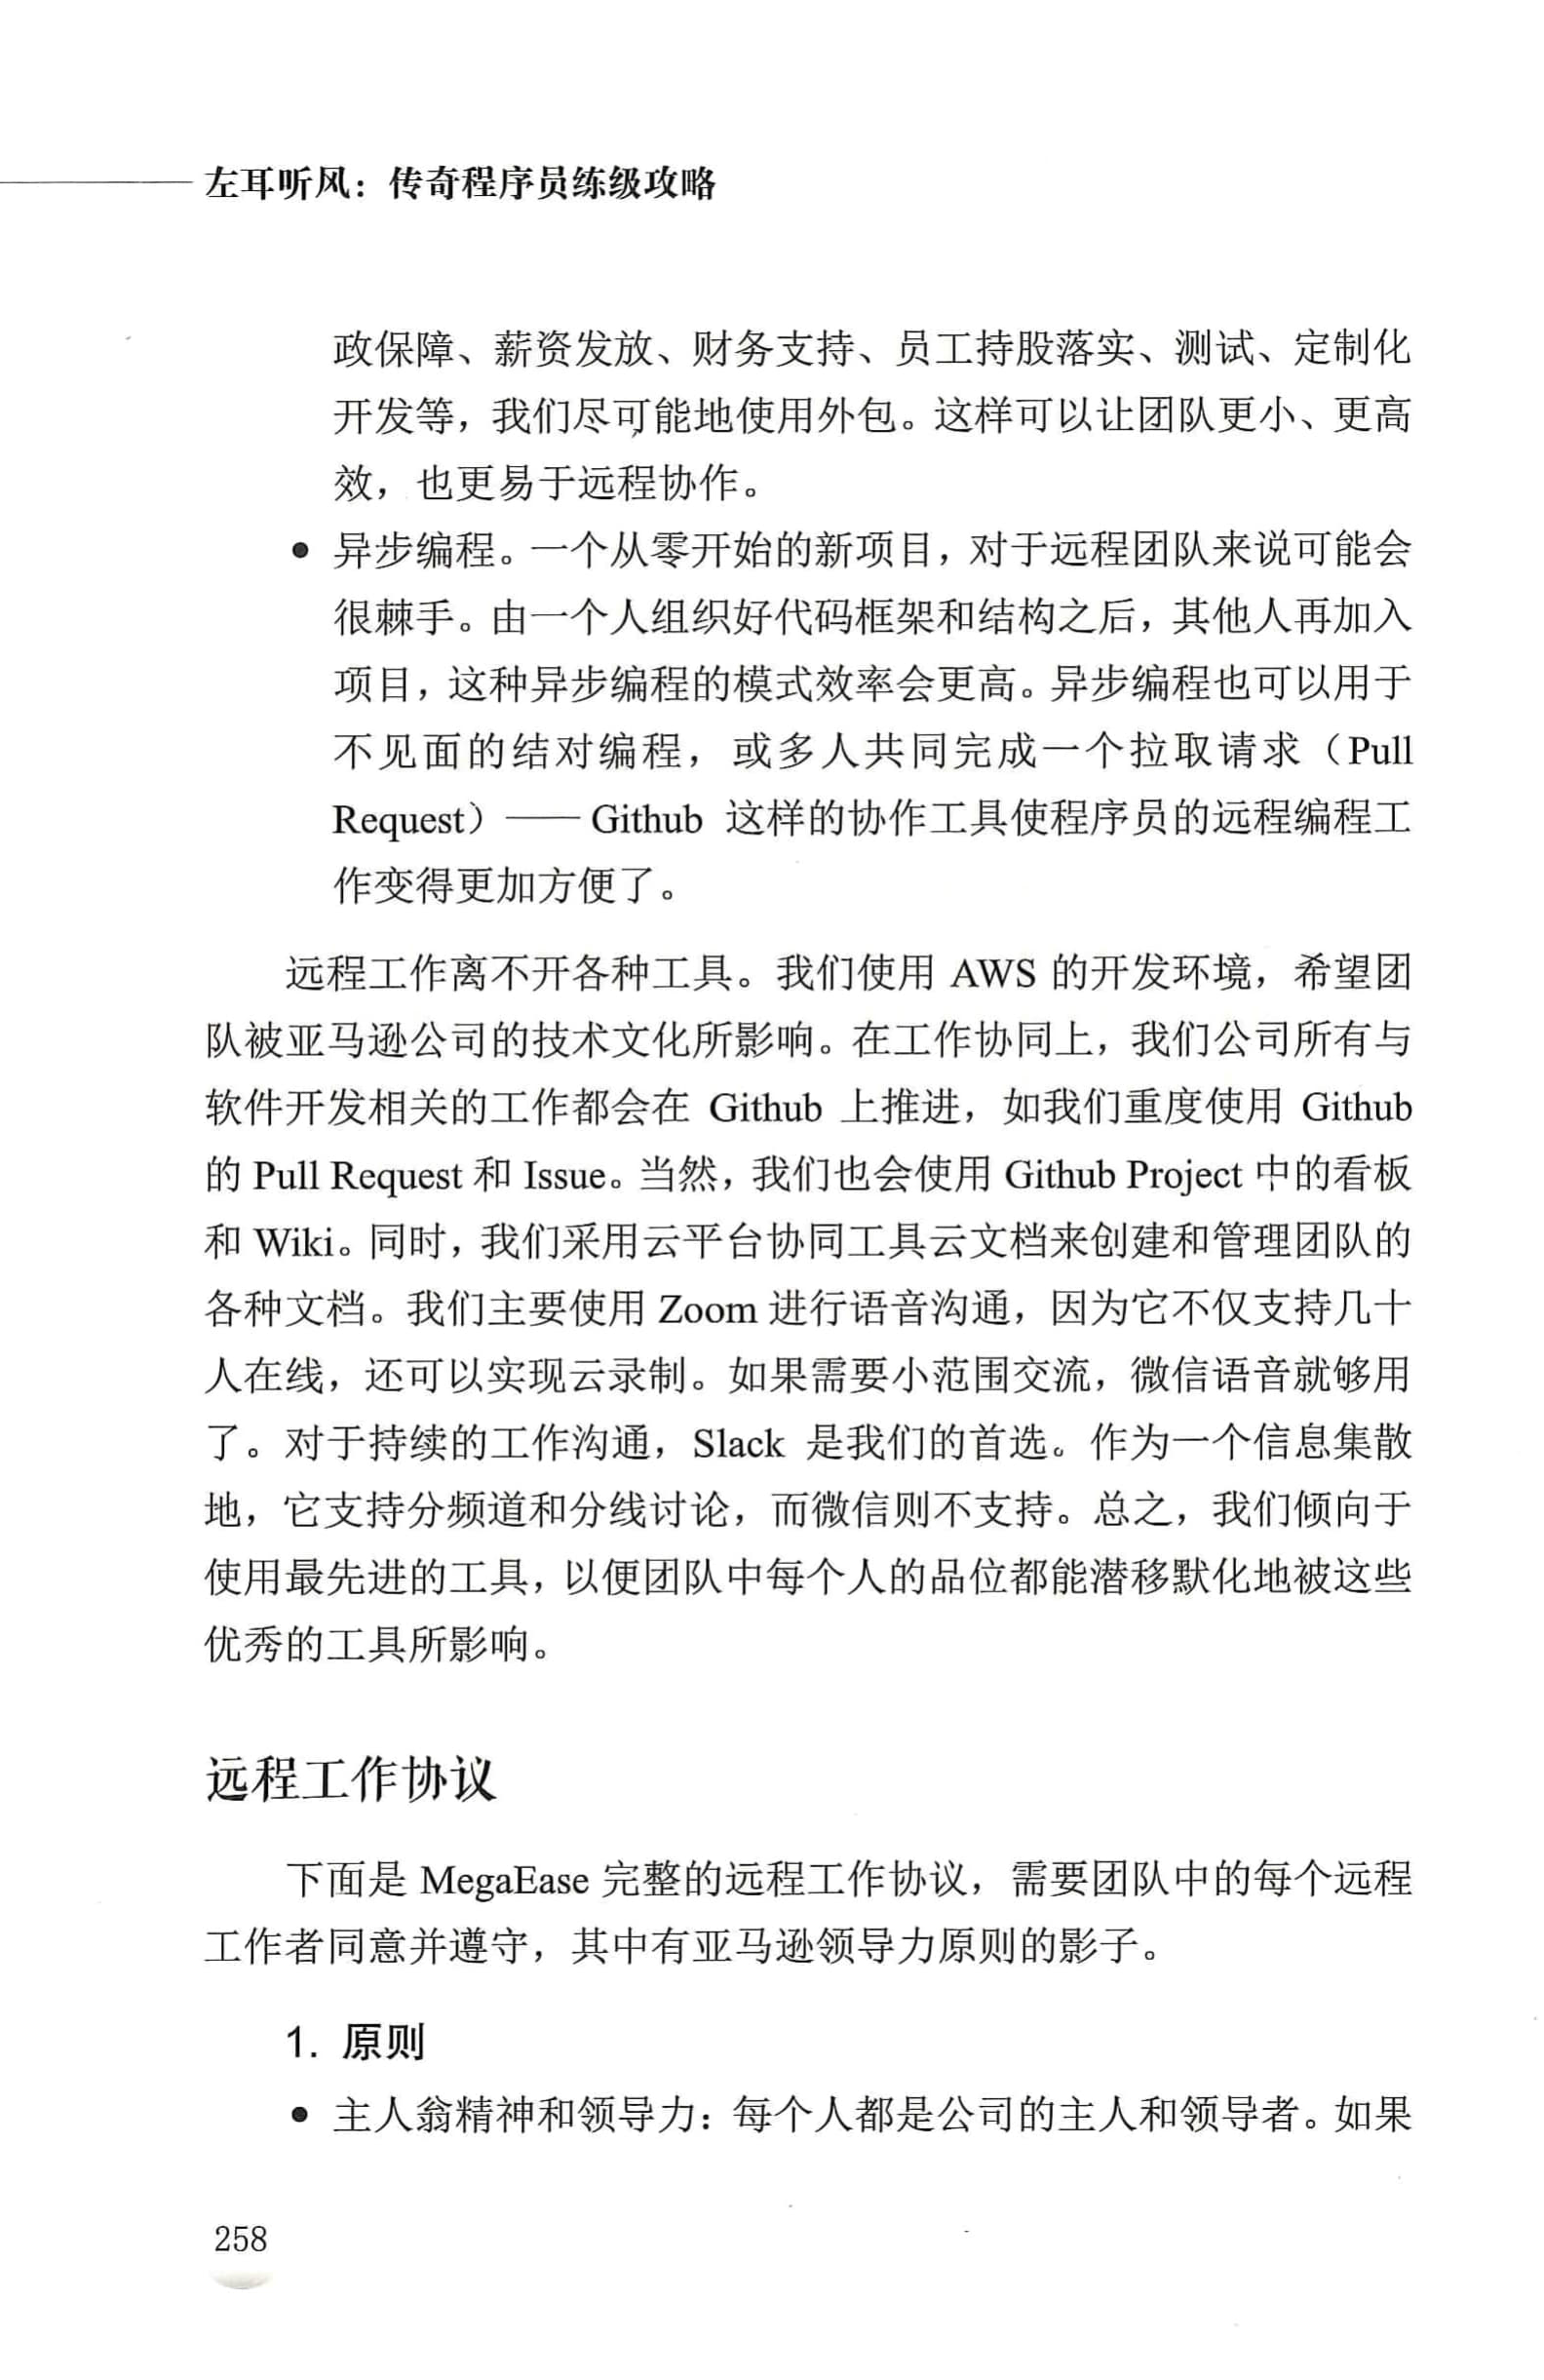 左耳听风：传奇程序员练级攻略
政保障、薪资发放、财务支持、员工持股落实、测试、定制化
开发等，我们尽可能地使用外包。这样可以让团队更小、更高
效，也更易于远程协作。
● 异步编程。一个从零开始的新项目，对于远程团队来说可能会
很棘手。由一个人组织好代码框架和结构之后，其他人再加入
项目，这种异步编程的模式效率会更高。异步编程也可以用于
不见面的结对编程，或多人共同完成一个拉取请求（Pull
Request）—— Github 这样的协作工具使程序员的远程编程工
作变得更加方便了。
远程工作离不开各种工具。我们使用 AWS 的开发环境，希望团
队被亚马逊公司的技术文化所影响。在工作协同上，我们公司所有与
软件开发相关的工作都会在 Github 上推进，如我们重度使用 Github
的 Pull Request 和 Issue。当然，我们也会使用 Github Project 中的看板
和 Wiki。同时，我们采用云平台协同工具云文档来创建和管理团队的
各种文档。我们主要使用 Zoom 进行语音沟通，因为它不仅支持几十
人在线，还可以实现云录制。如果需要小范围交流，微信语音就够用
了。对于持续的工作沟通，Slack 是我们的首选。作为一个信息集散
地，它支持分频道和分线讨论，而微信则不支持。总之，我们倾向于
使用最先进的工具，以便团队中每个人的品位都能潜移默化地被这些
优秀的工具所影响。
远程工作协议
下面是 MegaEase 完整的远程工作协议，需要团队中的每个远程
工作者同意并遵守，其中有亚马逊领导力原则的影子。
1. 原则
● 主人翁精神和领导力：每个人都是公司的主人和领导者。如果
258